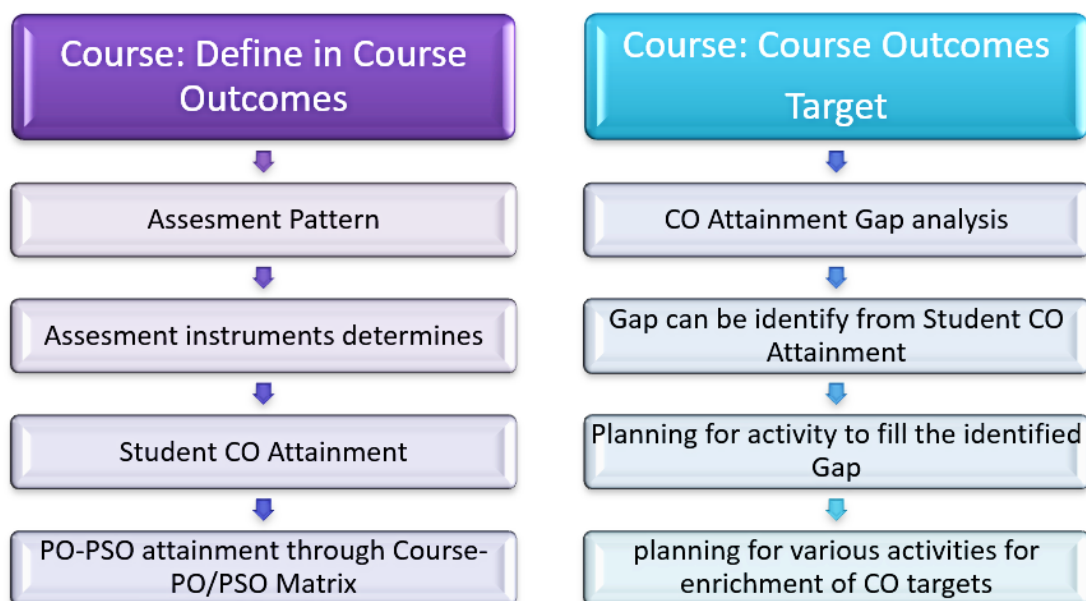 Course: Define in Course
Outcomes
Assesment Pattern
Assesment instruments determines
Student CO Attainment
PO-PSO attainment through Course-
PO/PSO Matrix
Course: Course Outcomes
Target
CO Attainment Gap analysis
Gap can be identify from Student CO
Attainment
Planning for activity to fill the identified
Gap
planning for various activities for
enrichment of CO targets